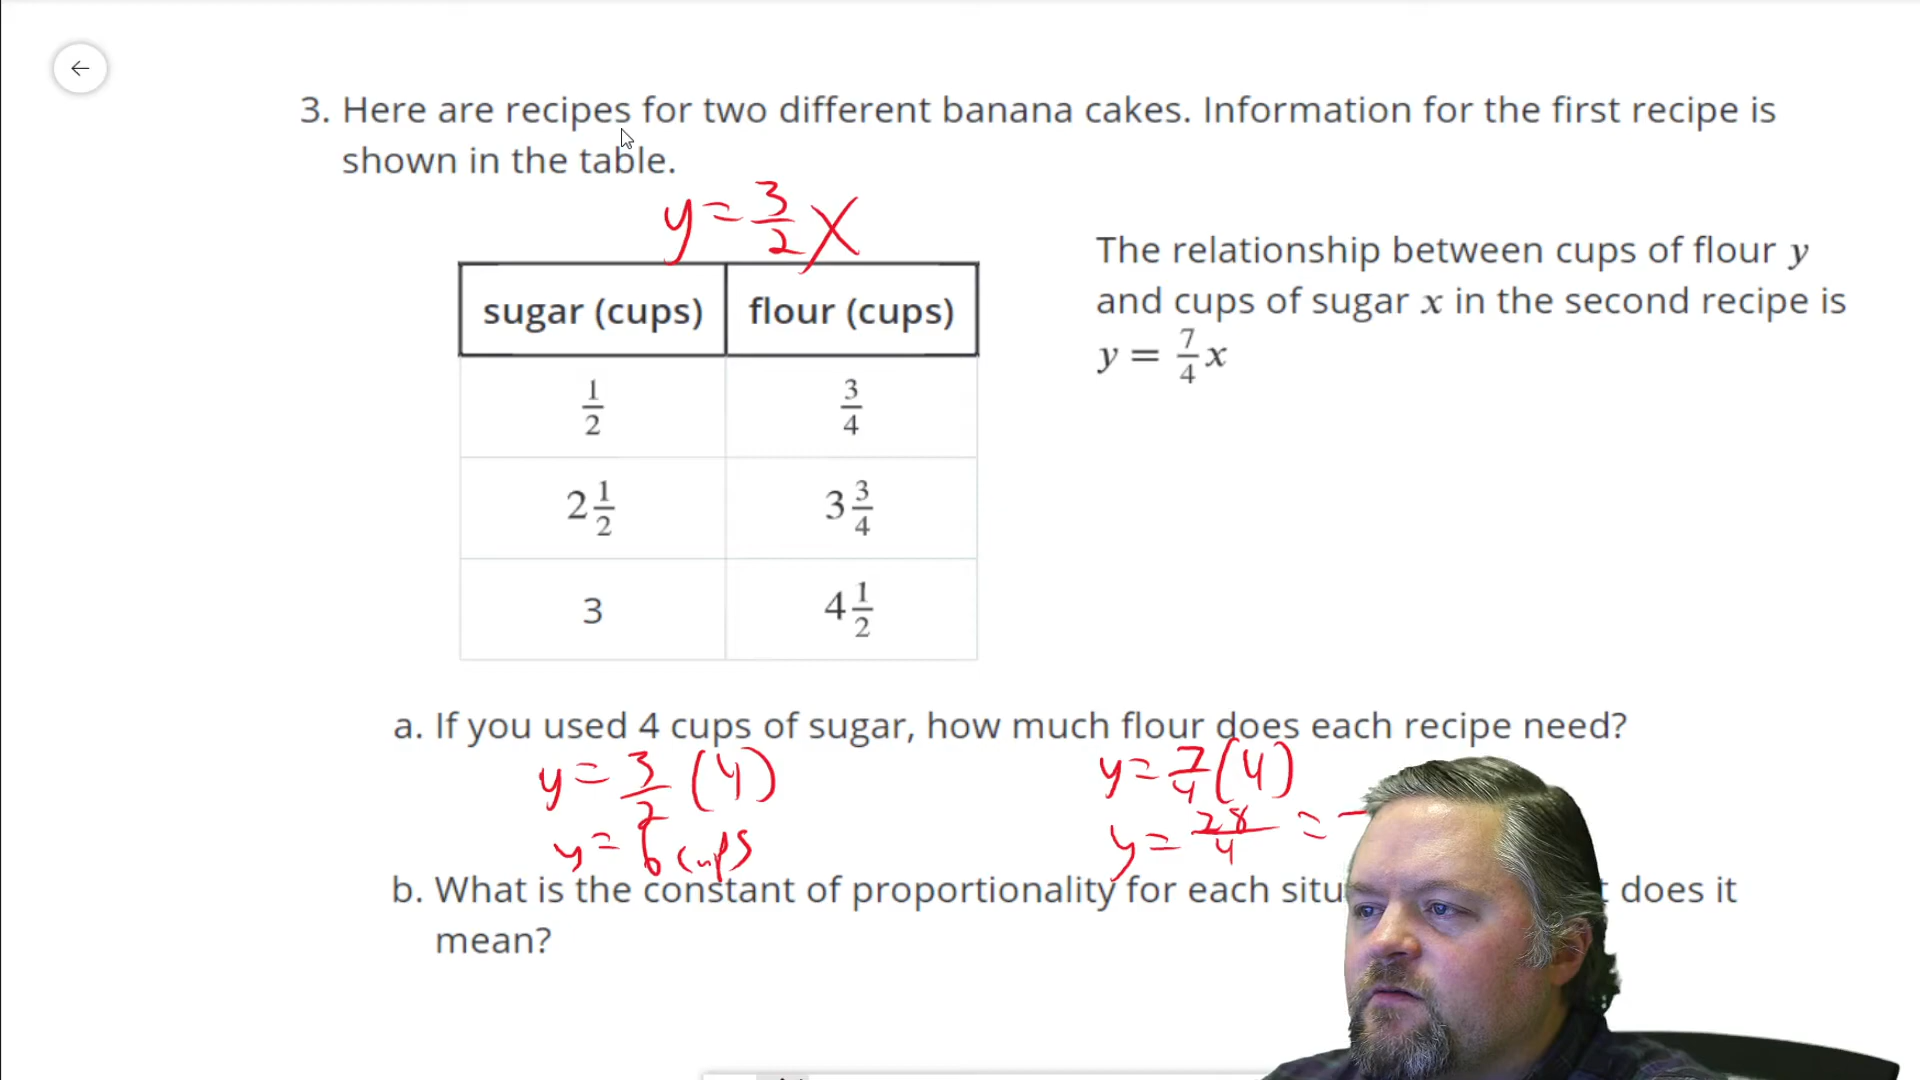 3. Here are recipes for two different banana cakes. Information for the first recipe is
shown in the table.
y = 3/2 x
The relationship between cups of flour y
and cups of sugar x in the second recipe is
y = 7/4 x
sugar (cups) flour (cups)
1/2 3/4
2 1/2 3 3/4
3 4 1/2
a. If you used 4 cups of sugar, how much flour does each recipe need?
y = 3/2 (4)
y = 6 cups
y = 7/4 (4)
y = 28/4 =
b. What is the constant of proportionality for each does it
mean?